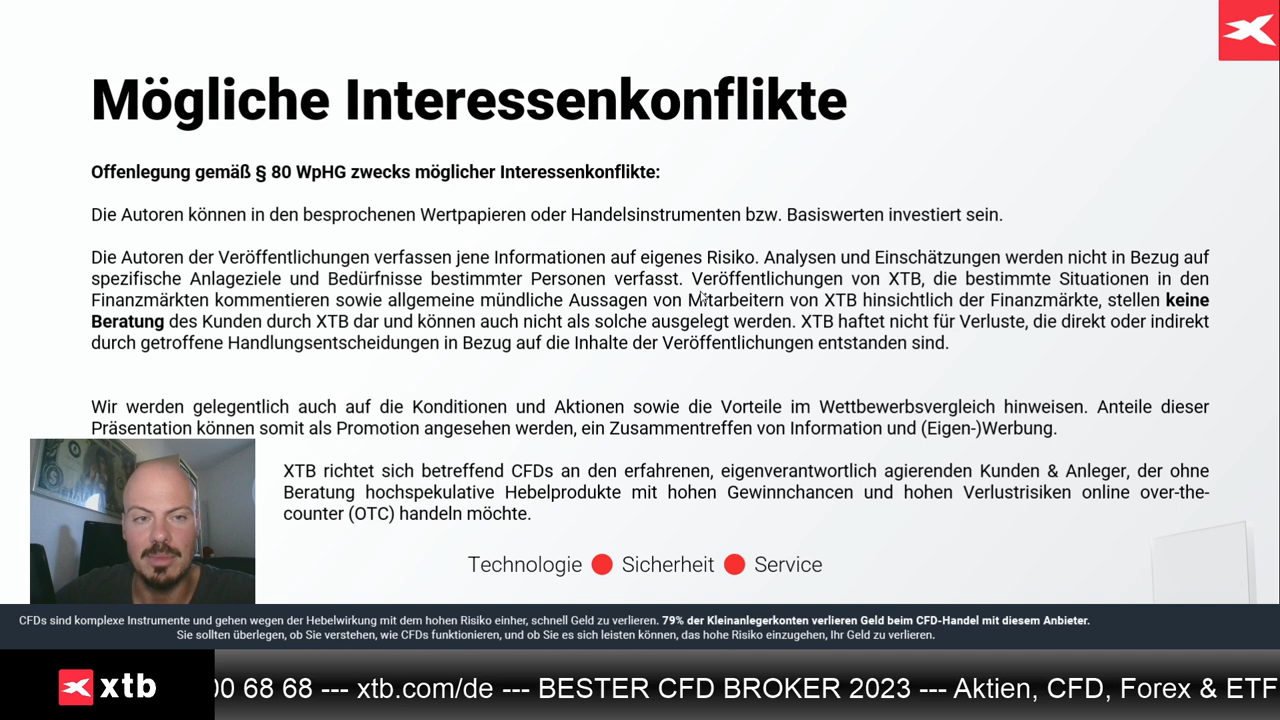 Mögliche Interessenkonflikte
Offenlegung gemäß § 80 WpHG zwecks möglicher Interessenkonflikte:
Die Autoren können in den besprochenen Wertpapieren oder Handelsinstrumenten bzw. Basiswerten investiert sein.
Die Autoren der Veröffentlichungen verfassen jene Informationen auf eigenes Risiko. Analysen und Einschätzungen werden nicht in Bezug auf
spezifische Anlageziele und Bedürfnisse bestimmter Personen verfasst. Veröffentlichungen von XTB, die bestimmte Situationen in den
Finanzmärkten kommentieren sowie allgemeine mündliche Aussagen von Mitarbeitern von XTB hinsichtlich der Finanzmärkte, stellen keine
Beratung des Kunden durch XTB dar und können auch nicht als solche ausgelegt werden. XTB haftet nicht für Verluste, die direkt oder indirekt
durch getroffene Handlungsentscheidungen in Bezug auf die Inhalte der Veröffentlichungen entstanden sind.
Wir werden gelegentlich auch auf die Konditionen und Aktionen sowie die Vorteile im Wettbewerbsvergleich hinweisen. Anteile dieser
Präsentation können somit als Promotion angesehen werden, ein Zusammentreffen von Information und (Eigen-)Werbung.
XTB richtet sich betreffend CFDs an den erfahrenen, eigenverantwortlich agierenden Kunden & Anleger, der ohne
Beratung hochspekulative Hebelprodukte mit hohen Gewinnchancen und hohen Verlustrisiken online over-the-
counter (OTC) handeln möchte.
Technologie Sicherheit Service
CFDs sind komplexe Instrumente und gehen wegen der Hebelwirkung mit dem hohen Risiko einher, schnell Geld zu verlieren. 79% der Kleinanlegerkonten verlieren Geld beim CFD-Handel mit diesem Anbieter.
Sie sollten überlegen, ob Sie verstehen, wie CFDs funktionieren, und ob Sie es sich leisten können, das hohe Risiko einzugehen, Ihr Geld zu verlieren.
xtb 00 68 68 --- xtb.com/de --- BESTER CFD BROKER 2023 --- Aktien, CFD, Forex & ETF